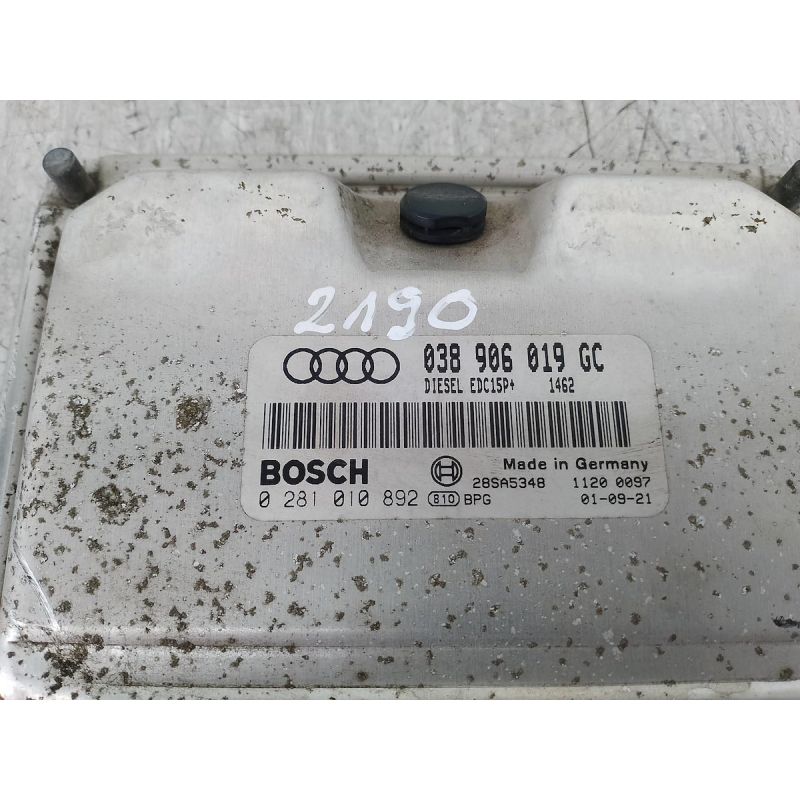 2190
038 906 019 GC
DIESEL EDC15P+ 1462
BOSCH
Made in Germany
28SA5348 1120 0097
0 281 010 892 810 BPG 01-09-21